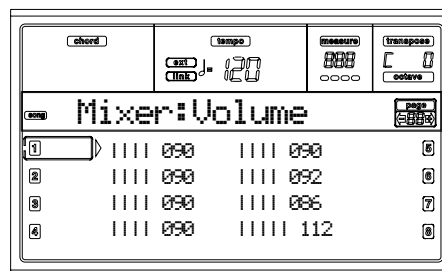 chord tempo measure transpose
ext link ♩= 120 888 C 0
octave
song Mixer:Volume page 88
1 |||| 090 |||| 090 5
2 |||| 090 |||| 092 6
3 |||| 090 |||| 086 7
4 |||| 090 ||||| 112 8